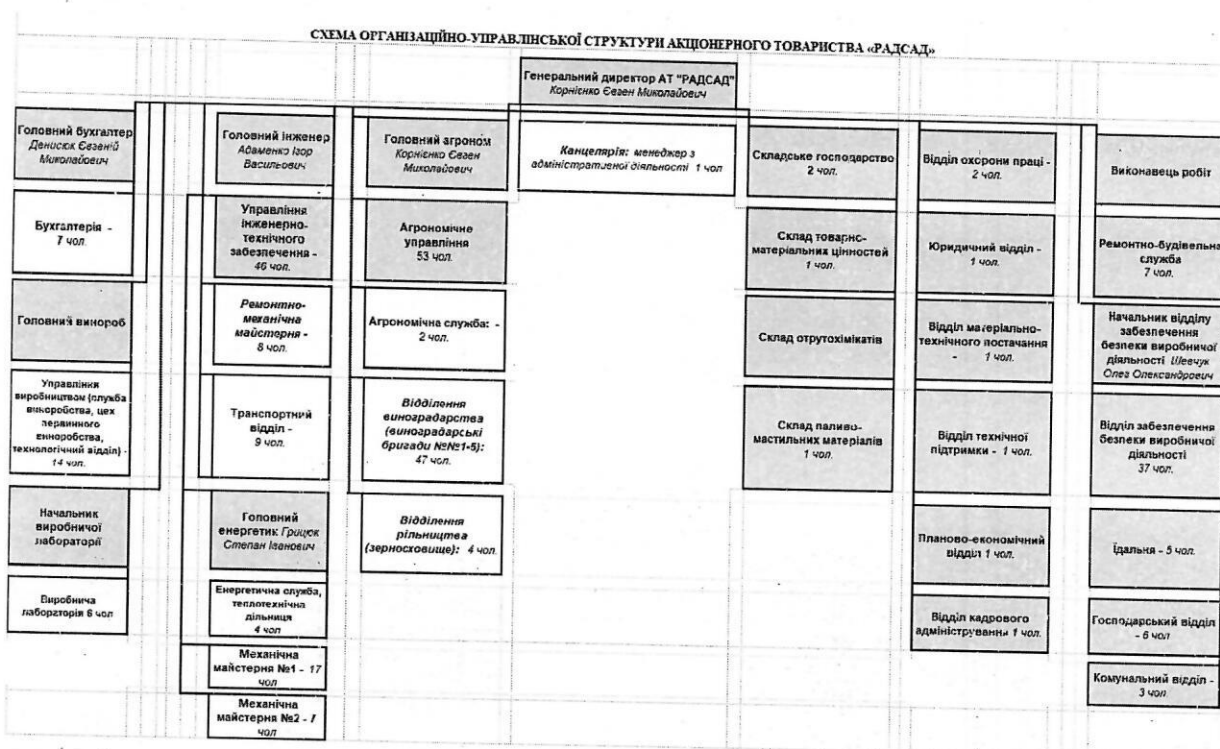 СХЕМА ОРГАНІЗАЦІЙНО-УПРАВЛІНСЬКОЇ СТРУКТУРИ АКЦІОНЕРНОГО ТОВАРИСТВА «РАДСАД»
Генеральний директор АТ "РАДСАД"
Корнієнко Євген Миколайович
Головний бухгалтер
Денисюк Євгеній
Миколайович
Бухгалтерія -
7 чол.
Головний винороб
Управління
виробництвом (служба
виноробства, цех
первинного
виноробства,
технологічний відділ) -
14 чол.
Начальник
виробничої
лабораторії
Виробнича
лабораторія 6 чол
Головний інженер
Адаменко Ігор
Васильович
Управління
інженерно-
технічного
забезпечення -
46 чол.
Ремонтно-
механічна
майстерня -
8 чол.
Транспортний
відділ -
9 чол.
Головний
енергетик Грицюк
Степан Іванович
Енергетична служба,
теплотехнічна
дільниця
4 чол
Механічна
майстерня №1 - 17
чол
Механічна
майстерня №2 -
чол
Головний агроном
Корнієнко Євген
Миколайович
Агрономічне
управління
53 чол.
Агрономічна служба: -
2 чол.
Відділення
виноградарства
(виноградарські
бригади №№1-5):
47 чол.
Відділення
рільництва
(зерносховище): 4 чол.
Канцелярія: менеджер з
адміністративної діяльності 1 чол
Складське господарство
2 чол.
Склад товарно-
матеріальних цінностей
1 чол.
Склад отрутохімікатів
Склад паливо-
мастильних матеріалів
1 чол.
Відділ охорони праці -
2 чол.
Юридичний відділ -
1 чол.
Відділ матеріально-
технічного постачання
- 1 чол.
Відділ технічної
підтримки - 1 чол.
Планово-економічний
відділ 1 чол.
Відділ кадрового
адміністрування 1 чол.
Виконавець робіт
Ремонтно-будівельна
служба
7 чол.
Начальник відділу
забезпечення
безпеки виробничої
діяльності Шевчук
Олег Олександрович
Відділ забезпечення
безпеки виробничої
діяльності
37 чол.
Їдальня - 5 чол.
Господарський відділ
- 6 чол
Комунальний відділ -
3 чол